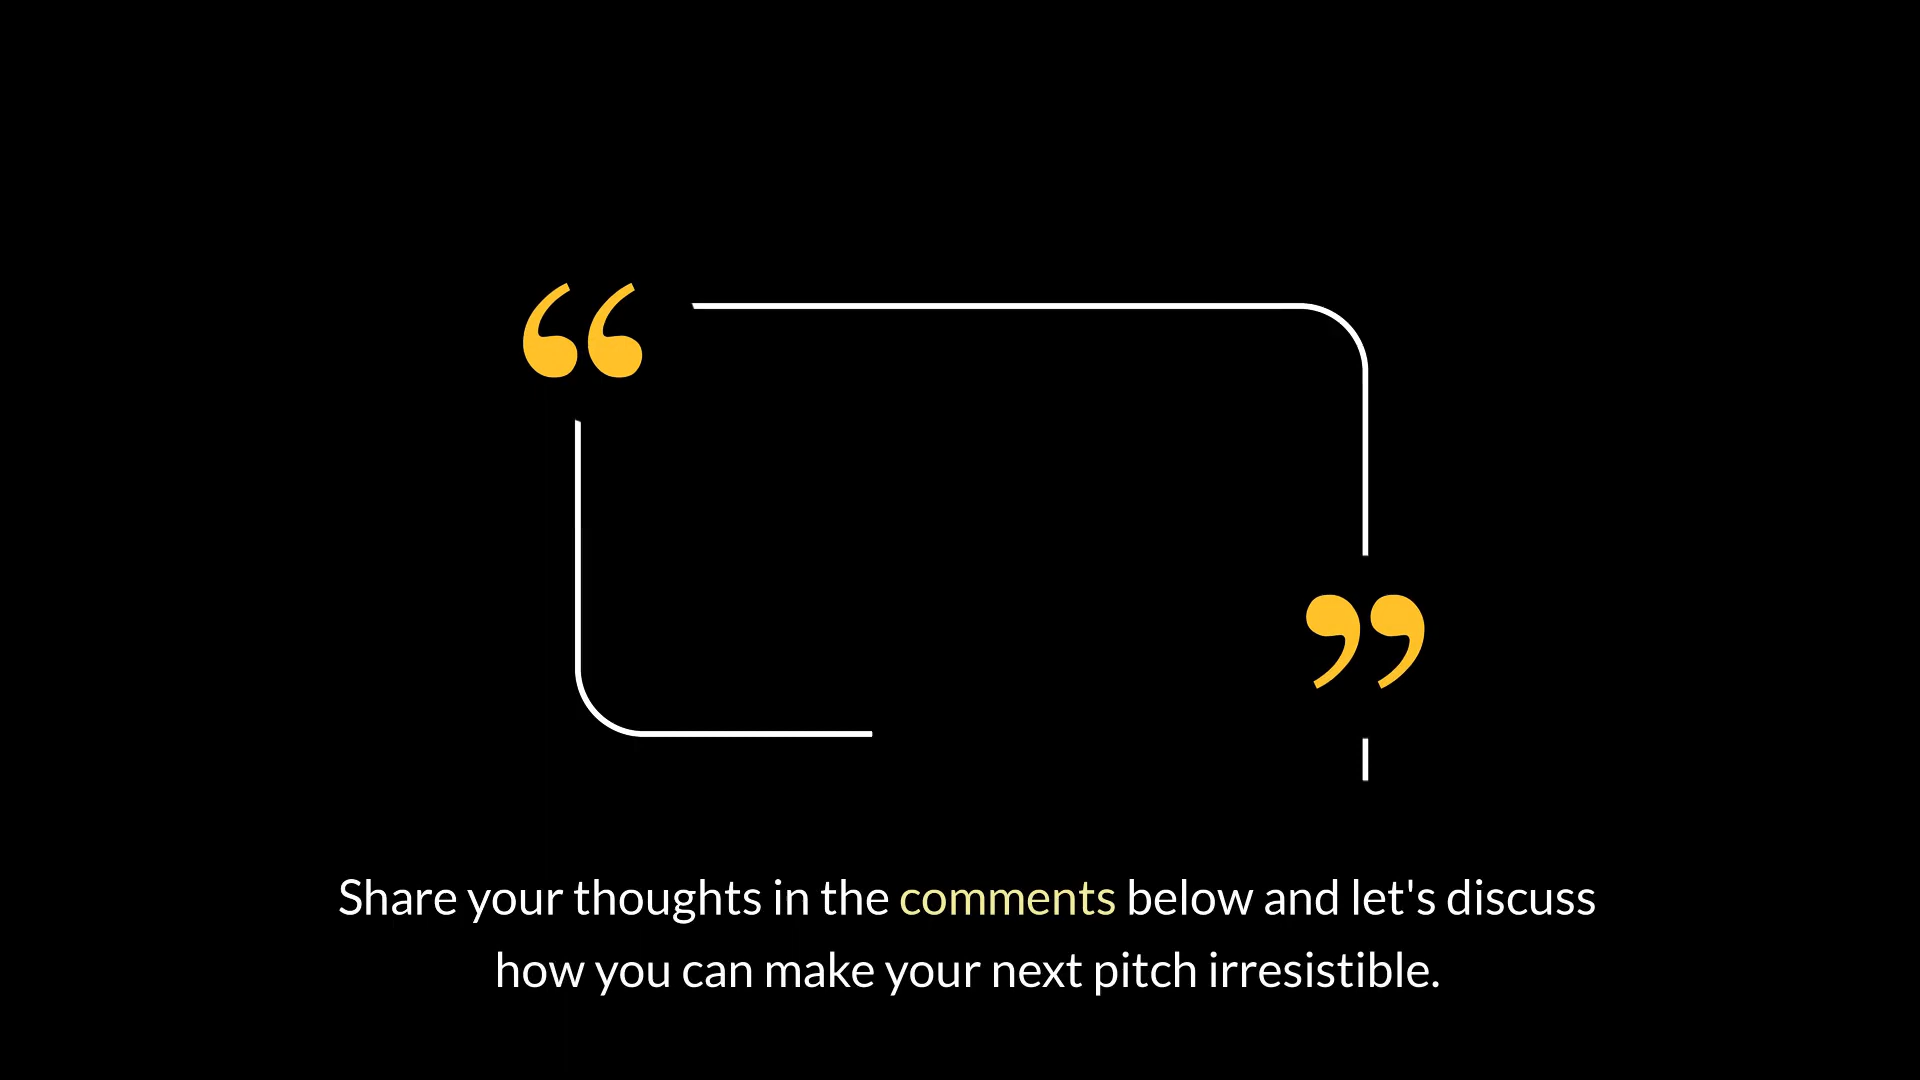 “
”
Share your thoughts in the comments below and let's discuss
how you can make your next pitch irresistible.